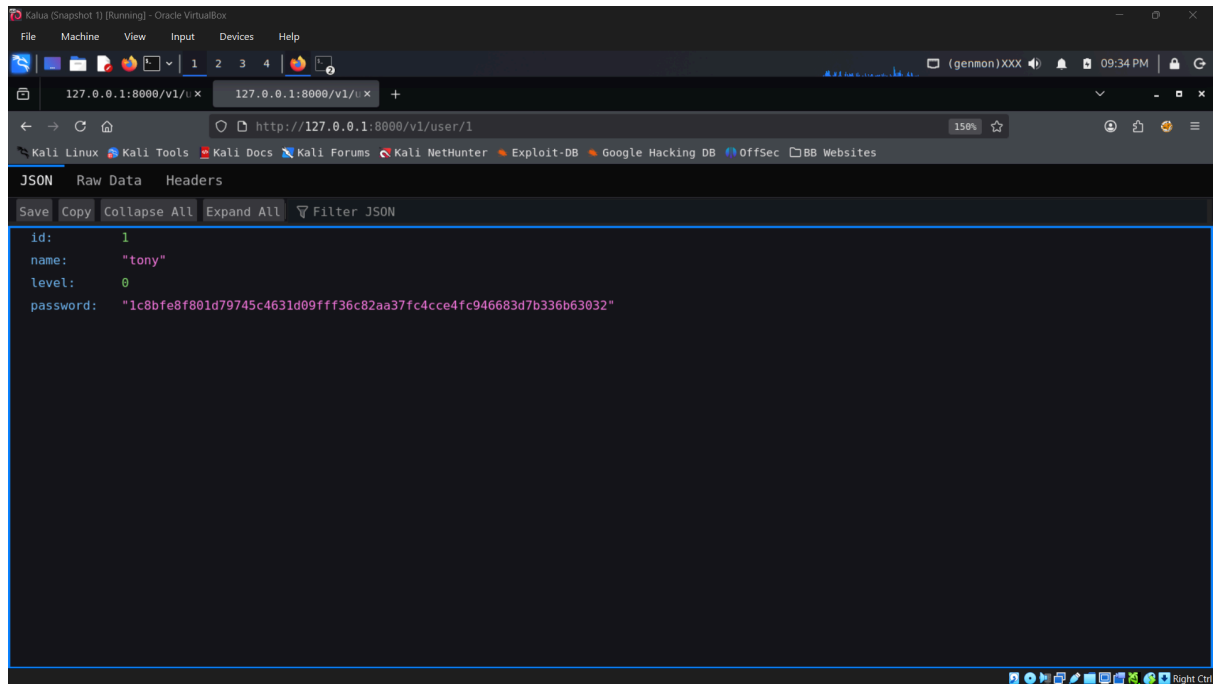 Kalua (Snapshot 1) [Running] - Oracle VirtualBox
File Machine View Input Devices Help
1 2 3 4 (genmon)XXX 09:34 PM
127.0.0.1:8000/v1/u × 127.0.0.1:8000/v1/u × +
http://127.0.0.1:8000/v1/user/1 150%
Kali Linux Kali Tools Kali Docs Kali Forums Kali NetHunter Exploit-DB Google Hacking DB OffSec BB Websites
JSON Raw Data Headers
Save Copy Collapse All Expand All Filter JSON
id: 1
name: "tony"
level: 0
password: "1c8bfe8f801d79745c4631d09fff36c82aa37fc4cce4fc946683d7b336b63032"
Right Ctrl